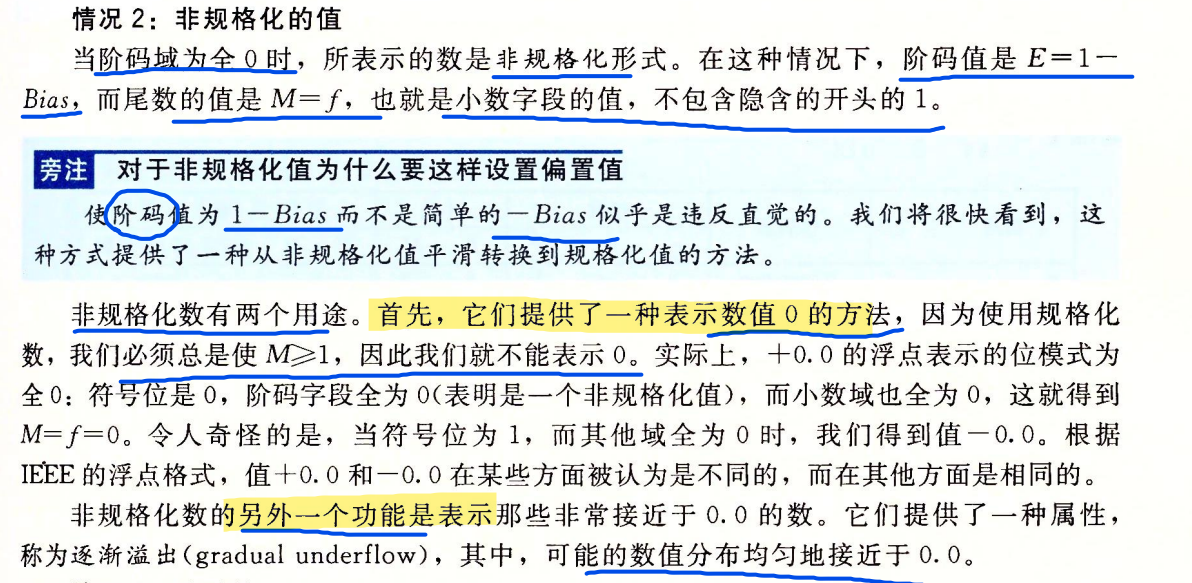 情况 2：非规格化的值
当阶码域为全 0 时，所表示的数是非规格化形式。在这种情况下，阶码值是 E＝1－
Bias，而尾数的值是 M＝f，也就是小数字段的值，不包含隐含的开头的 1。
旁注 对于非规格化值为什么要这样设置偏置值
使阶码值为 1－Bias 而不是简单的－Bias 似乎是违反直觉的。我们将很快看到，这
种方式提供了一种从非规格化值平滑转换到规格化值的方法。
非规格化数有两个用途。首先，它们提供了一种表示数值 0 的方法，因为使用规格化
数，我们必须总是使 M⩾1，因此我们就不能表示 0。实际上，＋0.0 的浮点表示的位模式为
全 0：符号位是 0，阶码字段全为 0(表明是一个非规格化值)，而小数域也全为 0，这就得到
M＝f＝0。令人奇怪的是，当符号位为 1，而其他域全为 0 时，我们得到值－0.0。根据
IEEE 的浮点格式，值＋0.0 和－0.0 在某些方面被认为是不同的，而在其他方面是相同的。
非规格化数的另外一个功能是表示那些非常接近于 0.0 的数。它们提供了一种属性，
称为逐渐溢出(gradual underflow)，其中，可能的数值分布均匀地接近于 0.0。